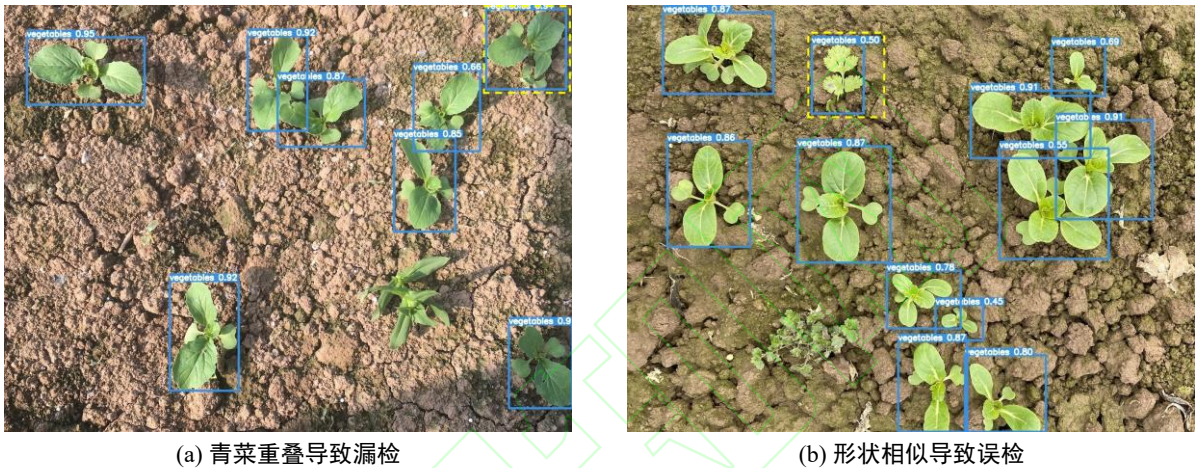 vegetables 0.95
vegetables 0.92
vegetables 0.87
vegetables 0.66
vegetables 0.85
vegetables 0.92
vegetables 0.9
(a) 青菜重叠导致漏检
vegetables 0.87
vegetables 0.50
vegetables 0.69
vegetables 0.91
vegetables 0.91
vegetables 0.55
vegetables 0.86
vegetables 0.87
vegetables 0.78
vegetables 0.45
vegetables 0.87
vegetables 0.80
(b) 形状相似导致误检